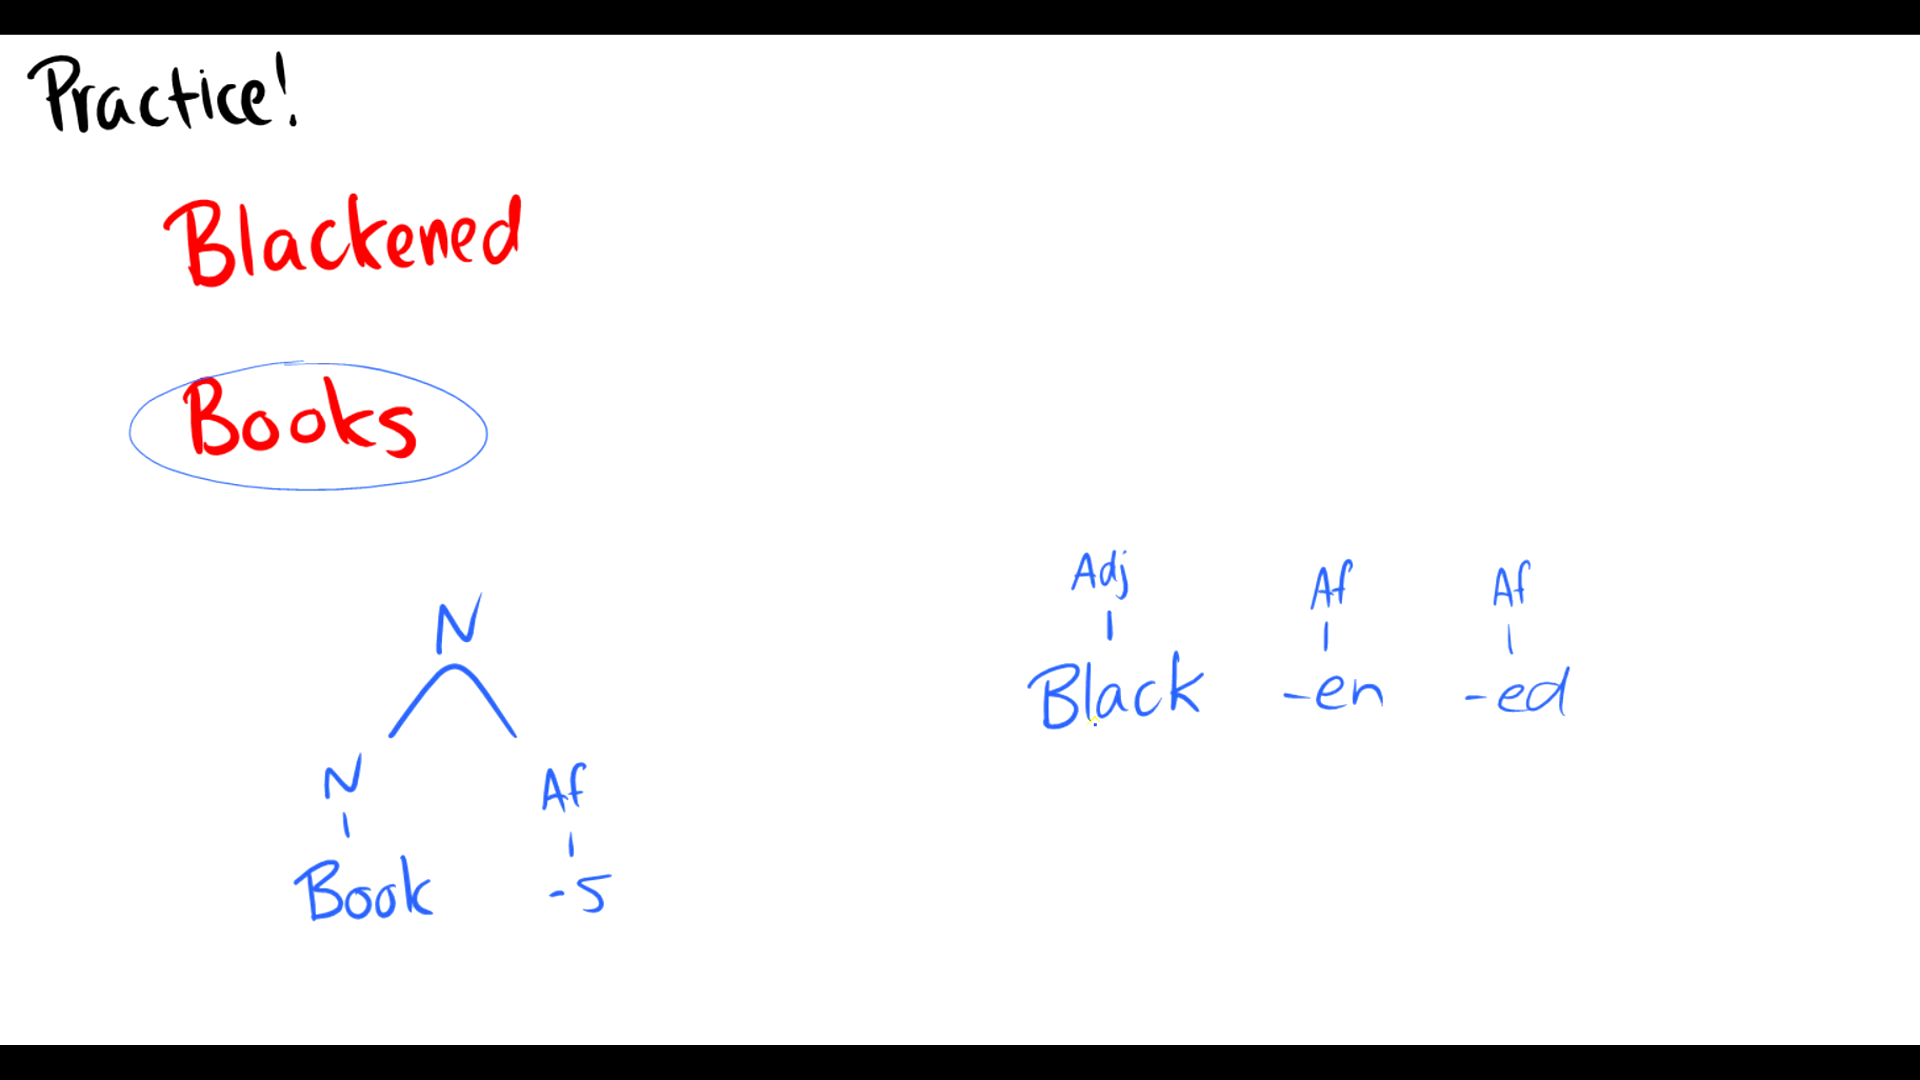 Practice!
Blackened
Books
N
N Af
Book -s
Adj Af Af
Black -en -ed